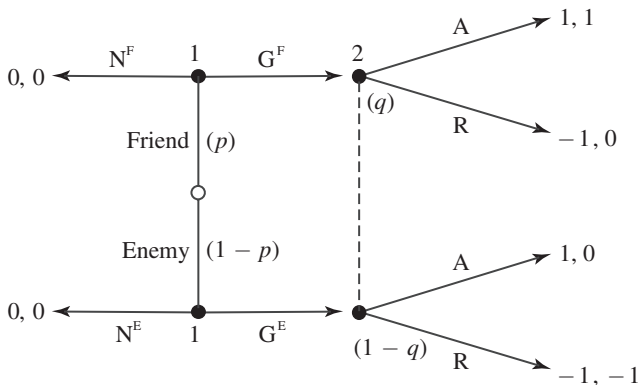 1, 1
A
N^F 1 G^F 2
0, 0
(q)
R
−1, 0
Friend (p)
Enemy (1 − p)
A
1, 0
0, 0
N^E 1 G^E
(1 − q)
R
−1, −1